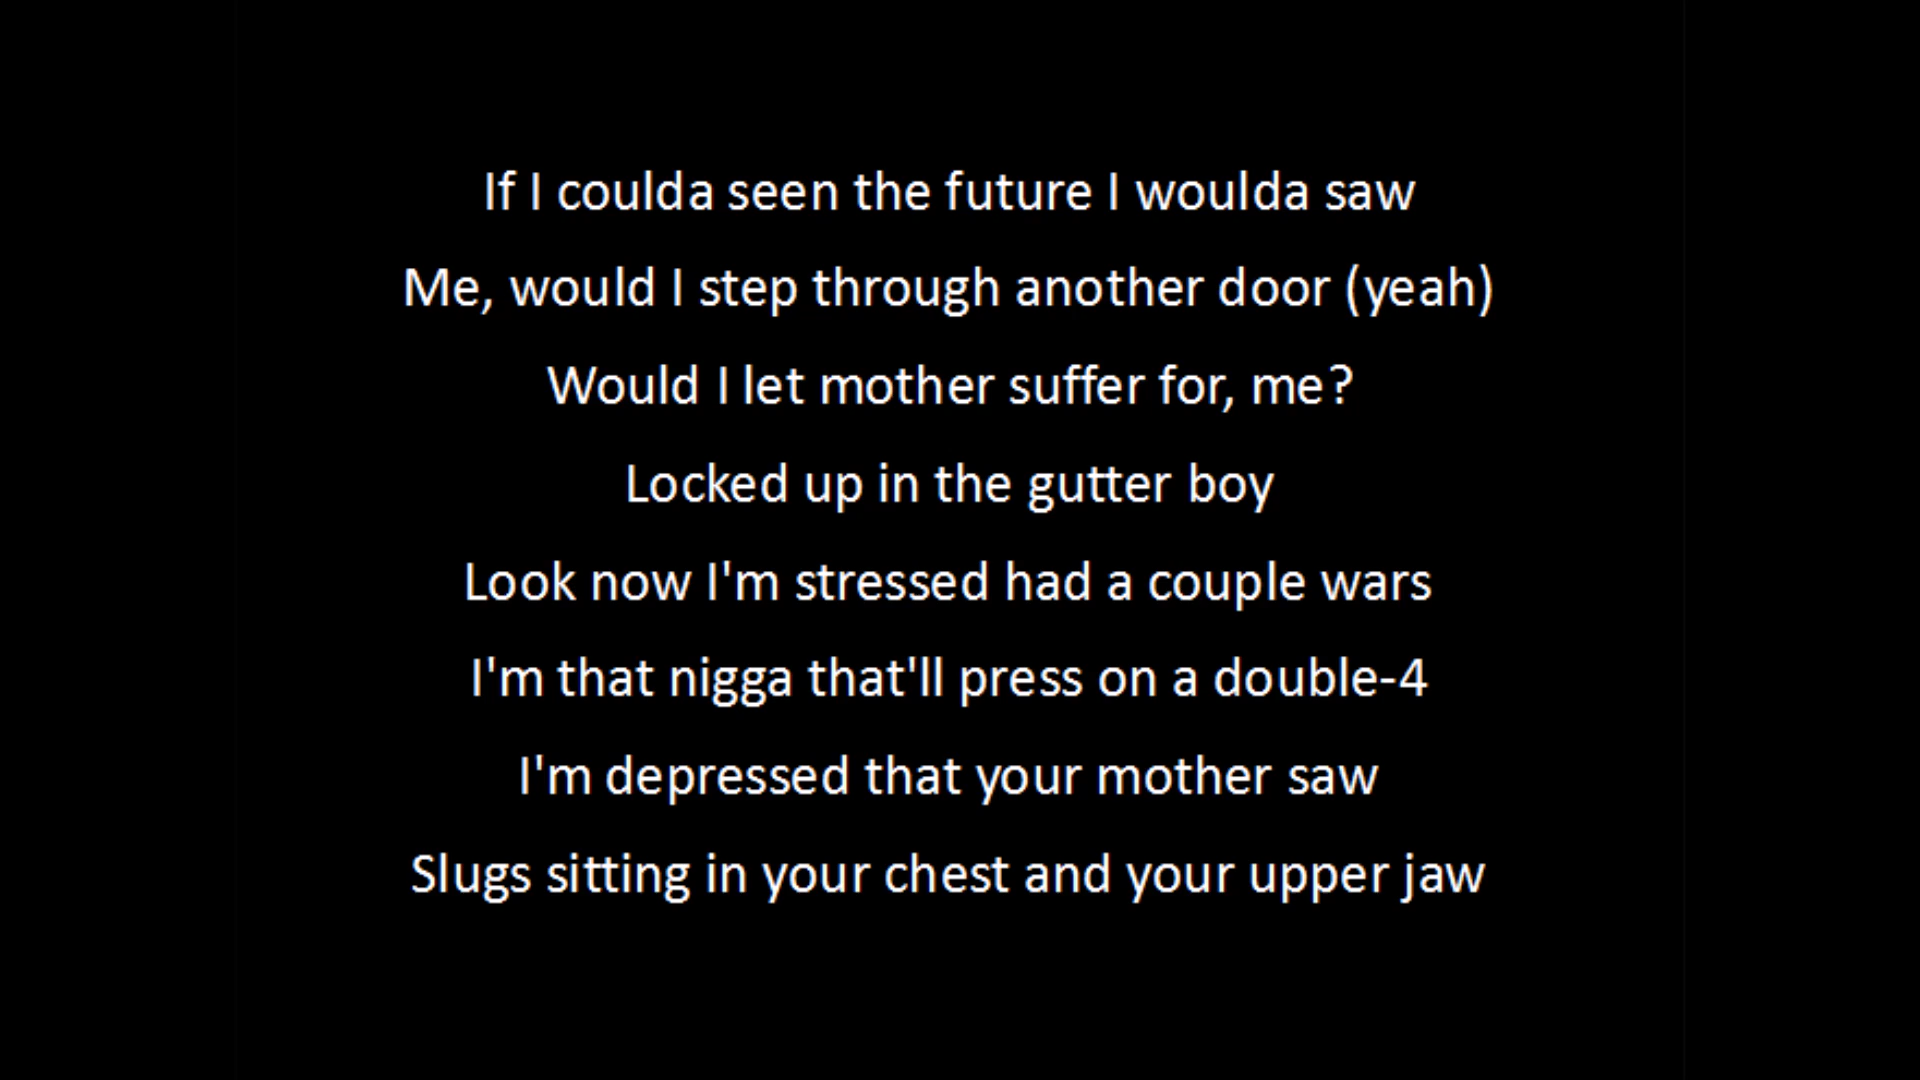 If I coulda seen the future I woulda saw
Me, would I step through another door (yeah)
Would I let mother suffer for, me?
Locked up in the gutter boy
Look now I'm stressed had a couple wars
I'm that nigga that'll press on a double-4
I'm depressed that your mother saw
Slugs sitting in your chest and your upper jaw